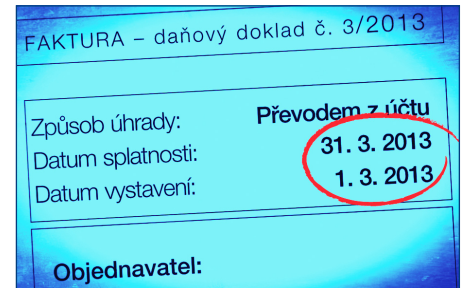 FAKTURA – daňový doklad č. 3/2013
Způsob úhrady: Převodem z účtu
Datum splatnosti: 31. 3. 2013
Datum vystavení: 1. 3. 2013
Objednavatel: